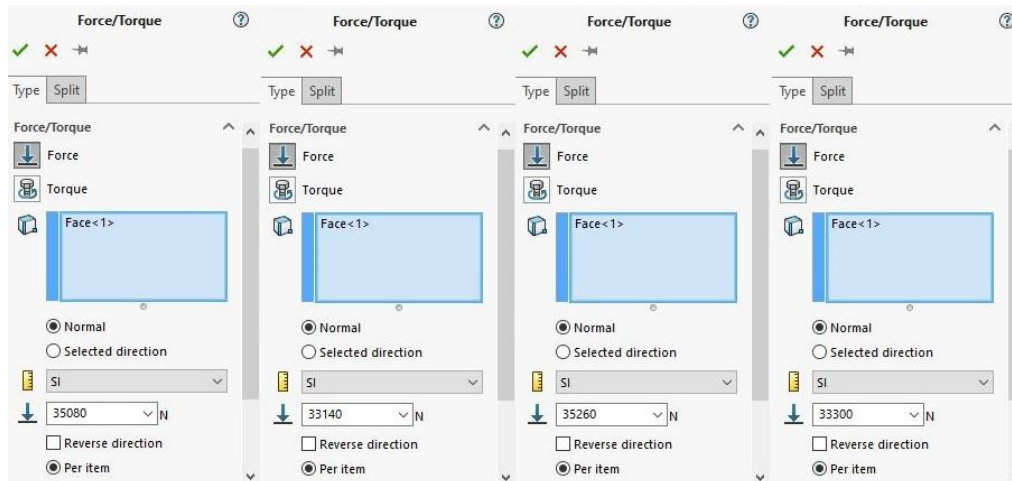 Force/Torque
Type Split
Force/Torque
Force
Torque
Face<1>
Normal
Selected direction
SI
35080 N
Reverse direction
Per item
Force/Torque
Type Split
Force/Torque
Force
Torque
Face<1>
Normal
Selected direction
SI
33140 N
Reverse direction
Per item
Force/Torque
Type Split
Force/Torque
Force
Torque
Face<1>
Normal
Selected direction
SI
35260 N
Reverse direction
Per item
Force/Torque
Type Split
Force/Torque
Force
Torque
Face<1>
Normal
Selected direction
SI
33300 N
Reverse direction
Per item